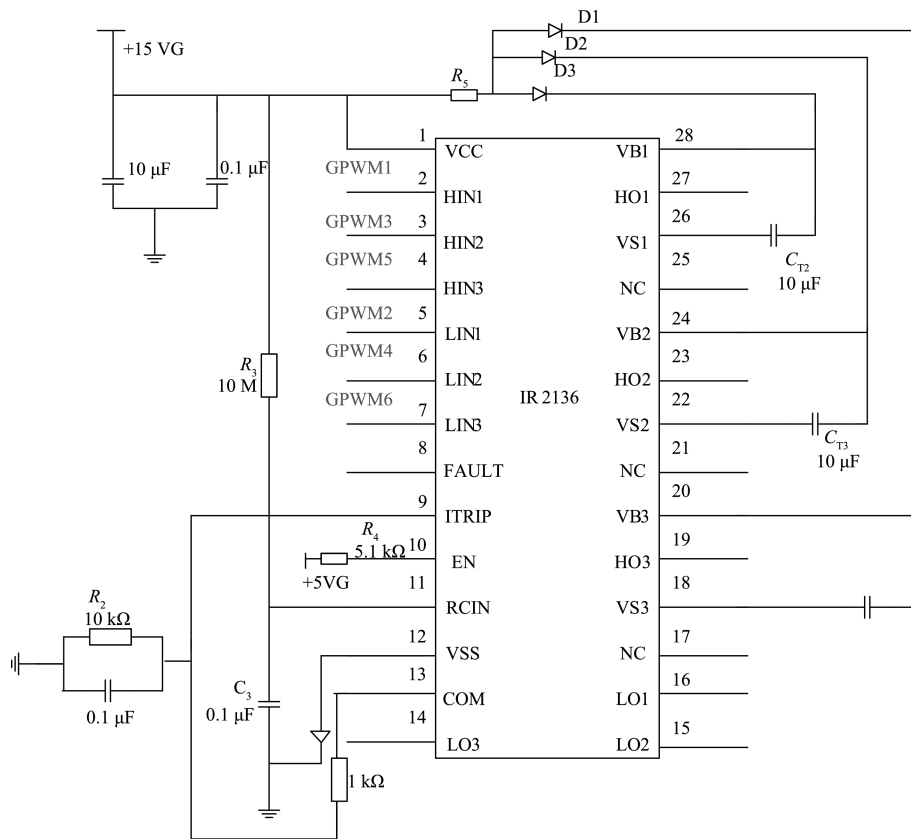 D1
+15 VG
D2
R5
D3
10 μF
0.1 μF
1
VCC
28
VB1
GPWM1
2
HIN1
27
HO1
GPWM3
3
HIN2
26
VS1
GPWM5
4
HIN3
25
NC
CT2
10 μF
GPWM2
5
LIN1
24
VB2
GPWM4
6
LIN2
23
HO2
R3
10 M
IR 2136
GPWM6
7
LIN3
22
VS2
CT3
10 μF
8
FAULT
21
NC
9
ITRIP
20
VB3
R4
5.1 kΩ
+5VG
10
EN
19
HO3
11
RCIN
18
VS3
R2
10 kΩ
0.1 μF
12
VSS
17
NC
C3
0.1 μF
13
COM
16
LO1
14
LO3
15
LO2
1 kΩ